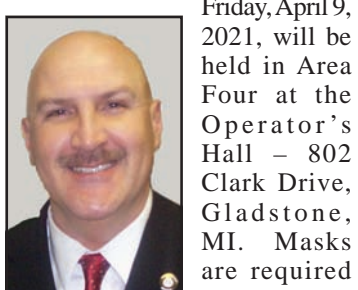 Friday, April 9,
2021, will be
held in Area
Four at the
Operator's
Hall – 802
Clark Drive,
Gladstone,
MI. Masks
are required